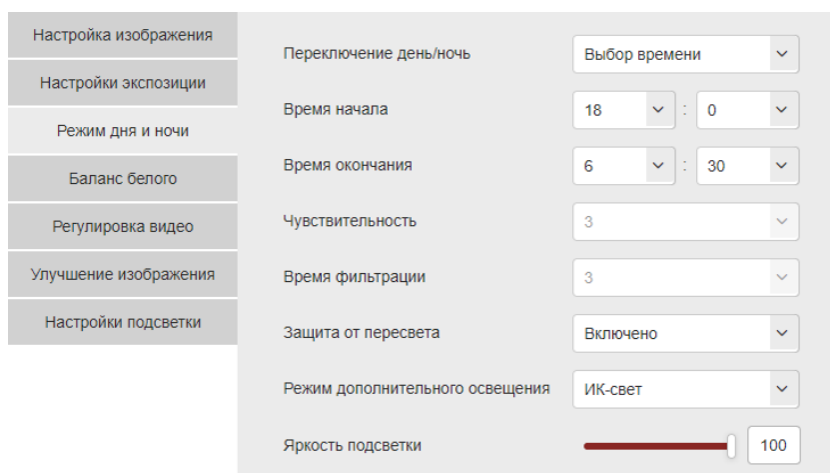 Настройка изображения
Настройки экспозиции
Режим дня и ночи
Баланс белого
Регулировка видео
Улучшение изображения
Настройки подсветки
Переключение день/ночь Выбор времени
Время начала 18 : 0
Время окончания 6 : 30
Чувствительность 3
Время фильтрации 3
Защита от пересвета Включено
Режим дополнительного освещения ИК-свет
Яркость подсветки 100